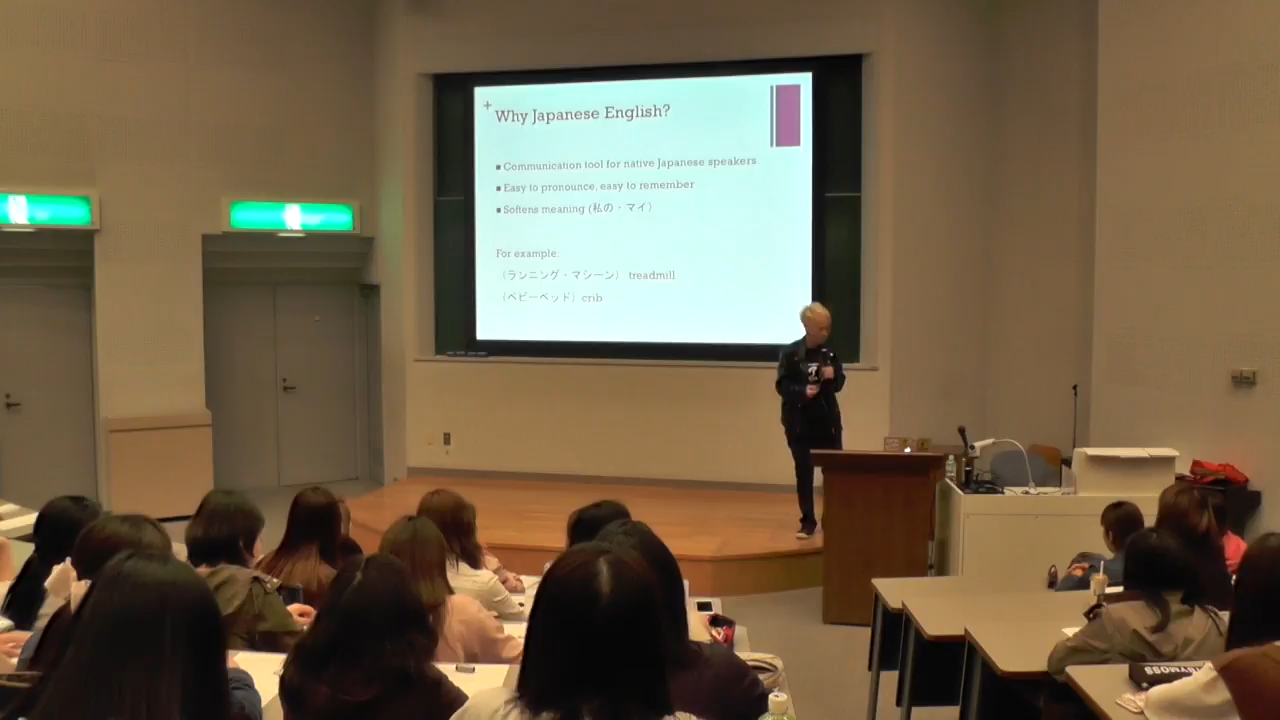 +
Why Japanese English?
■ Communication tool for native Japanese speakers
■ Easy to pronounce, easy to remember
■ Softens meaning (私の・マイ)
For example:
(ランニング・マシーン) treadmill
(ベビーベッド) crib